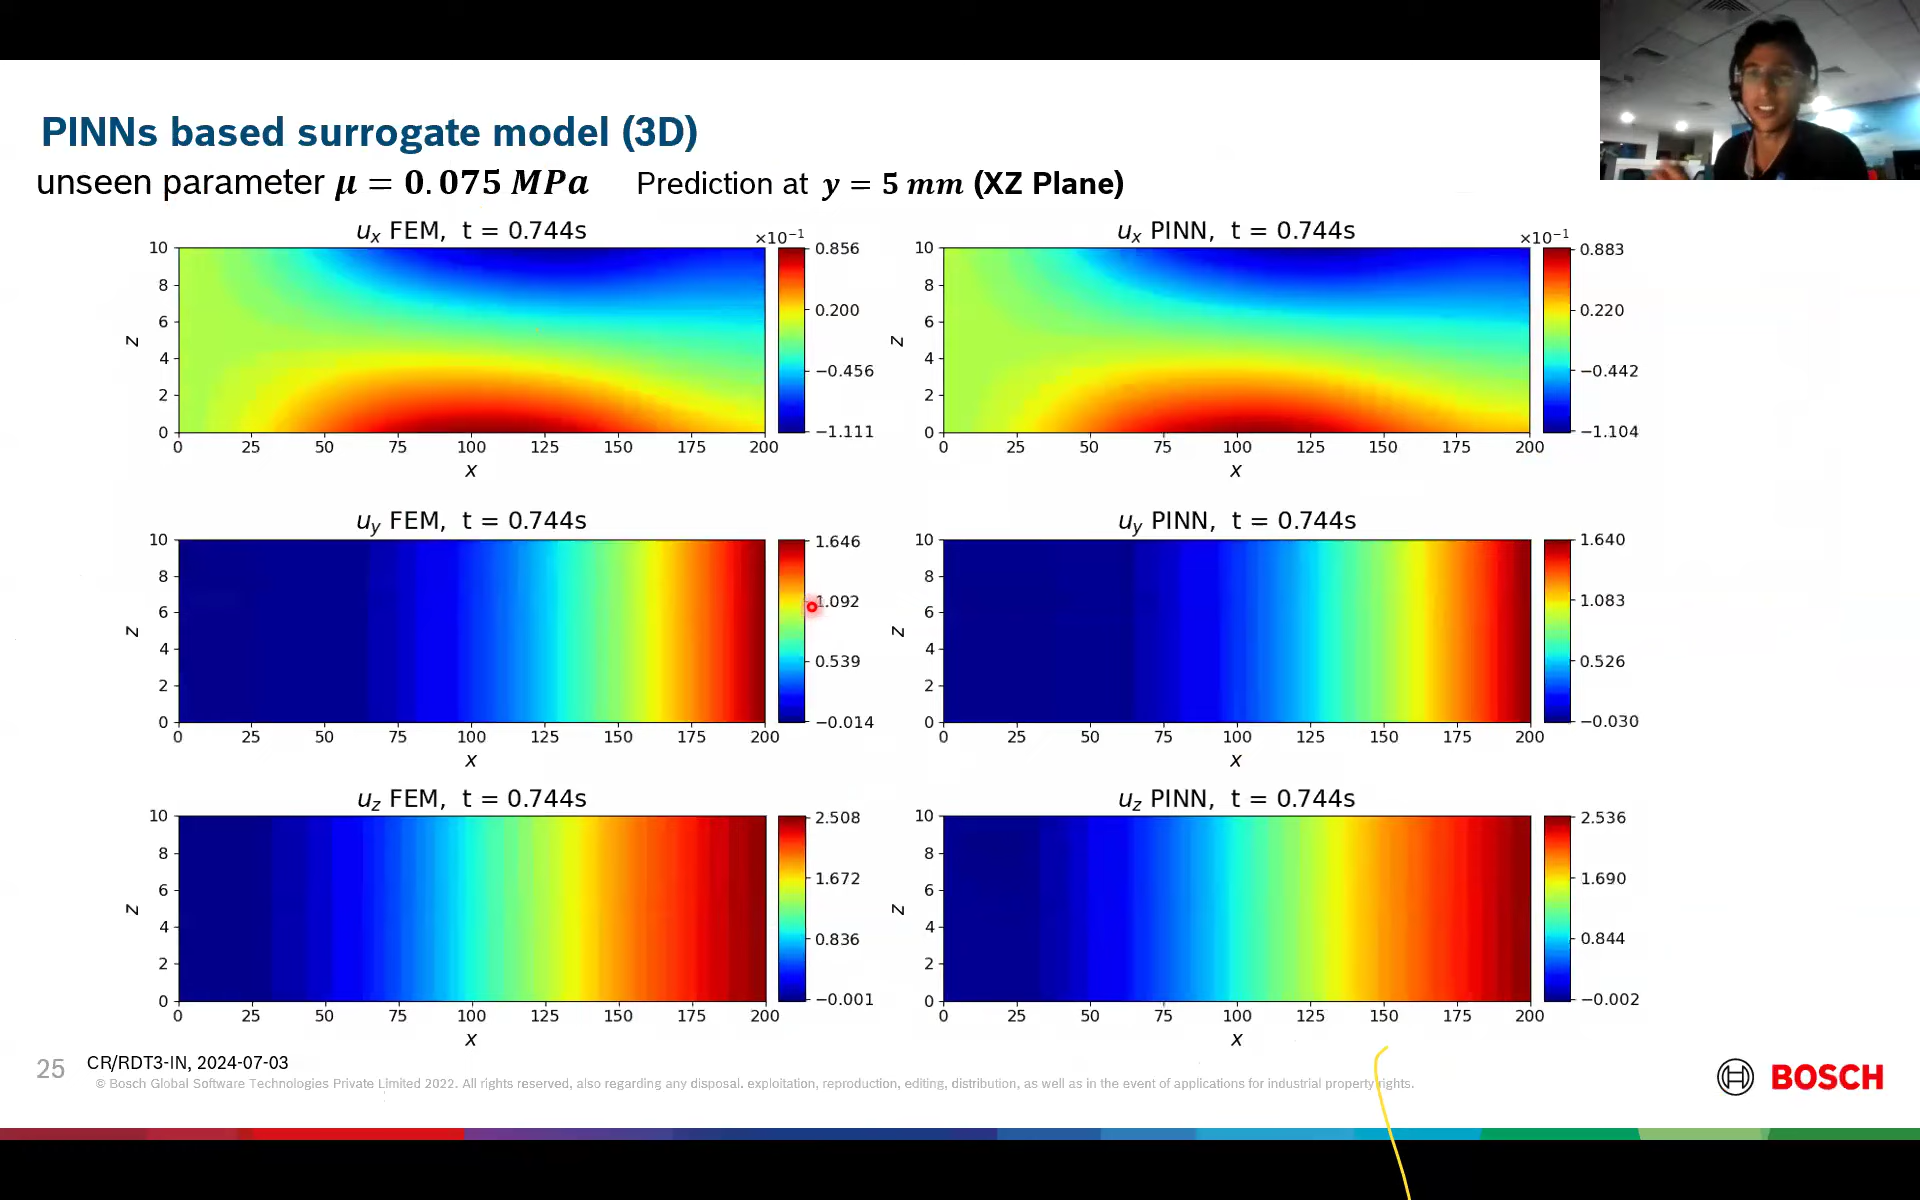 PINNs based surrogate model (3D)
unseen parameter μ = 0.075 MPa Prediction at y = 5 mm (XZ Plane)
u_x FEM, t = 0.744s
×10⁻¹
10
8
6
4
2
0
z
0 25 50 75 100 125 150 175 200
x
0.856
0.200
−0.456
−1.111
u_x PINN, t = 0.744s
×10⁻¹
10
8
6
4
2
0
z
0 25 50 75 100 125 150 175 200
x
0.883
0.220
−0.442
−1.104
u_y FEM, t = 0.744s
10
8
6
4
2
0
z
0 25 50 75 100 125 150 175 200
x
1.646
1.092
0.539
−0.014
u_y PINN, t = 0.744s
10
8
6
4
2
0
z
0 25 50 75 100 125 150 175 200
x
1.640
1.083
0.526
−0.030
u_z FEM, t = 0.744s
10
8
6
4
2
0
z
0 25 50 75 100 125 150 175 200
x
2.508
1.672
0.836
−0.001
u_z PINN, t = 0.744s
10
8
6
4
2
0
z
0 25 50 75 100 125 150 175 200
x
2.536
1.690
0.844
−0.002
25 CR/RDT3-IN, 2024-07-03
© Bosch Global Software Technologies Private Limited 2022. All rights reserved, also regarding any disposal. exploitation, reproduction, editing, distribution, as well as in the event of applications for industrial property rights.
BOSCH